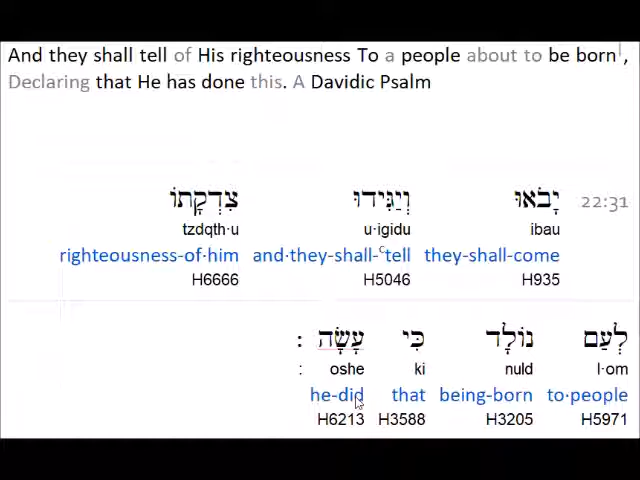 And they shall tell of His righteousness To a people about to be born¹,
Declaring that He has done this. A Davidic Psalm
22:31 יָבֹאוּ וְיַגִּידוּ צִדְקָתוֹ
ibau u·igidu tzdqth·u
they-shall-come and·they-shall-ᶜtell righteousness-of·him
H935 H5046 H6666
לְעַם נוֹלָד כִּי עָשָׂה :
l·om nuld ki oshe :
to·people being-born that he-did
H5971 H3205 H3588 H6213